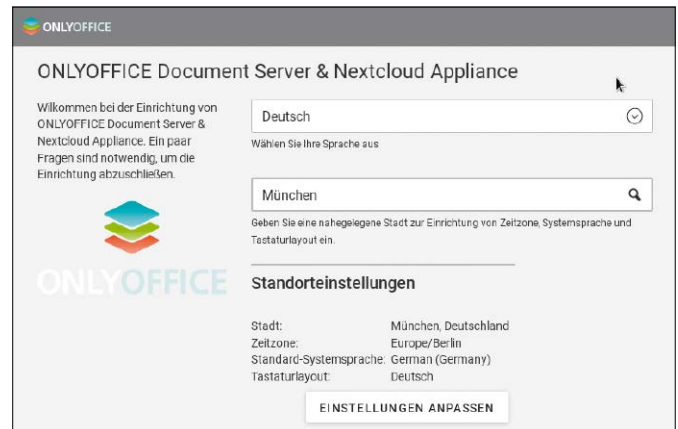 ONLYOFFICE
ONLYOFFICE Document Server & Nextcloud Appliance
Wilkommen bei der Einrichtung von
ONLYOFFICE Document Server &
Nextcloud Appliance. Ein paar
Fragen sind notwendig, um die
Einrichtung abzuschließen.
ONLYOFFICE
Deutsch
Wählen Sie Ihre Sprache aus
München
Geben Sie eine nahegelegene Stadt zur Einrichtung von Zeitzone, Systemsprache und
Tastaturlayout ein.
Standorteinstellungen
Stadt: München, Deutschland
Zeitzone: Europe/Berlin
Standard-Systemsprache: German (Germany)
Tastaturlayout: Deutsch
EINSTELLUNGEN ANPASSEN